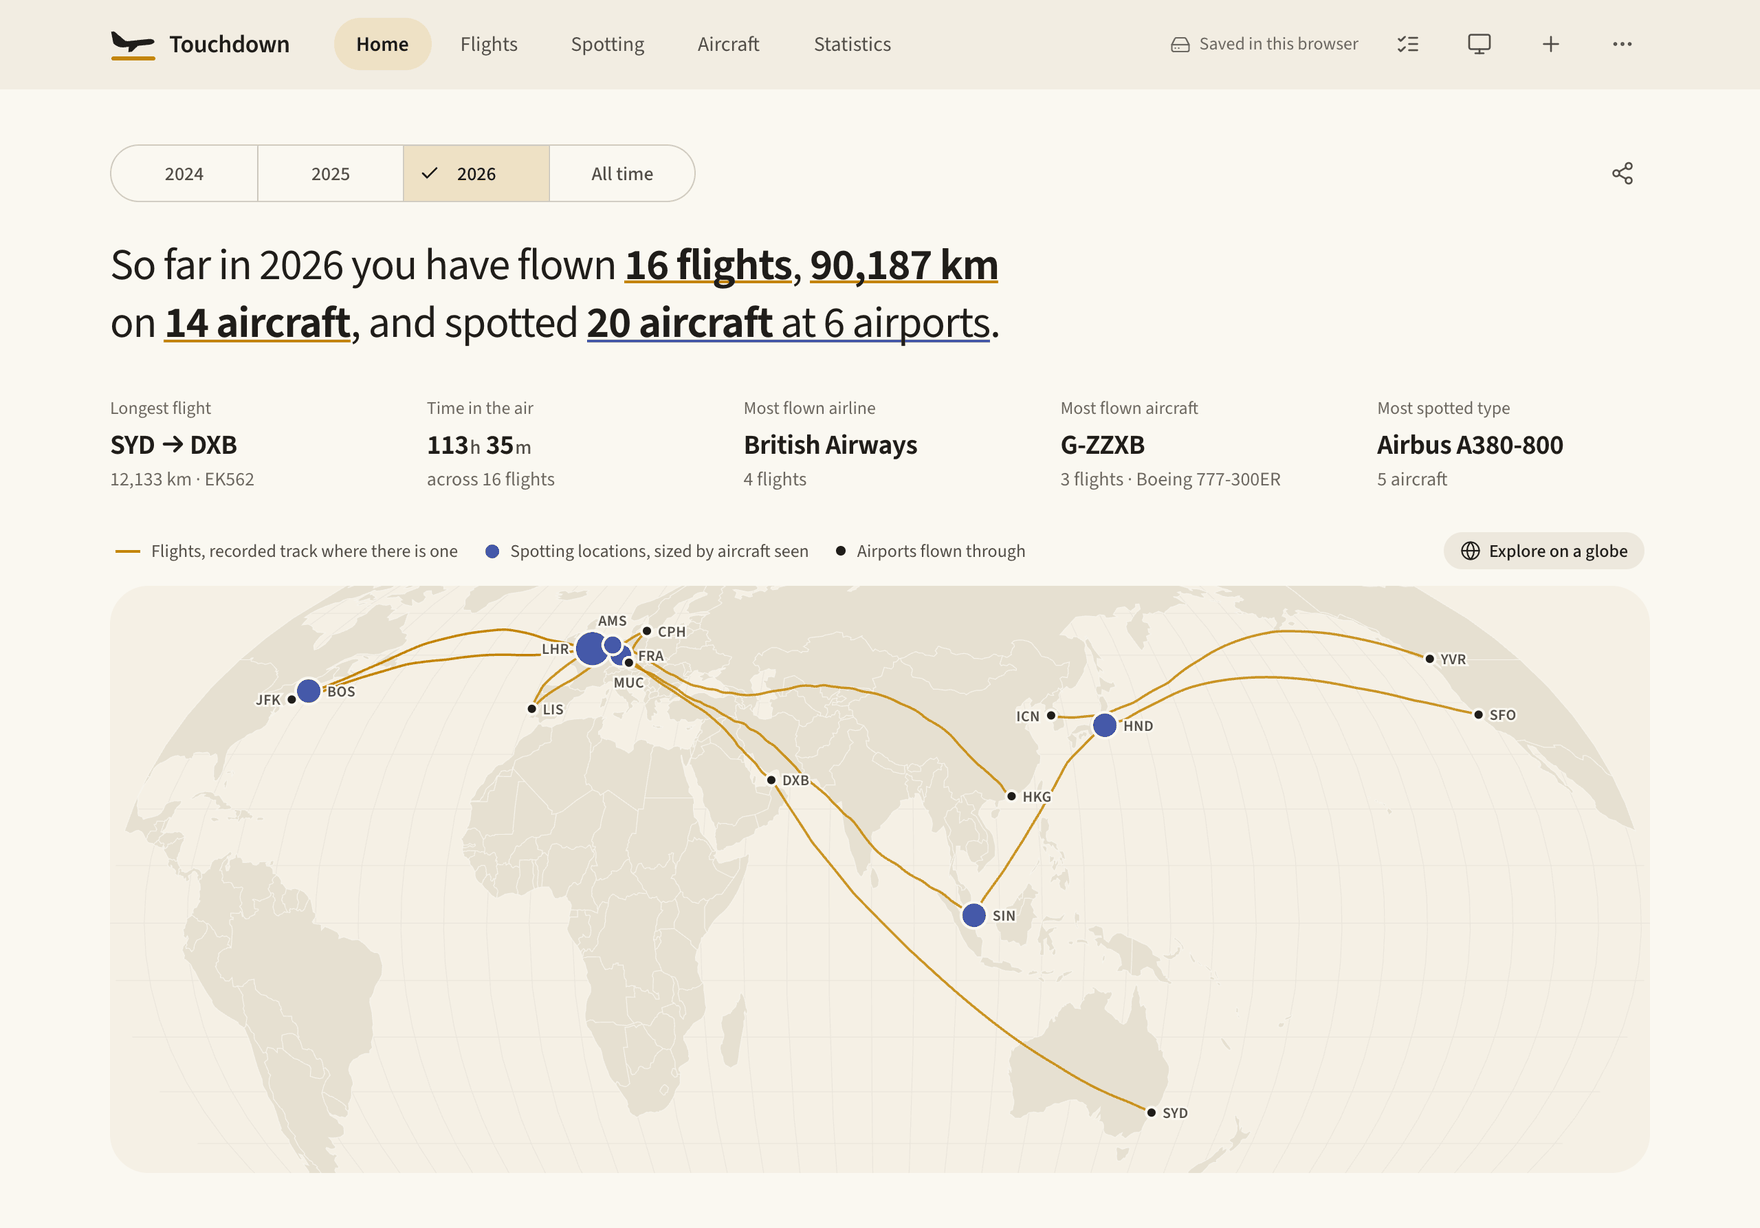 Touchdown Home Flights Spotting Aircraft Statistics Saved in this browser
2024 2025 2026 All time
So far in 2026 you have flown 16 flights, 90,187 km
on 14 aircraft, and spotted 20 aircraft at 6 airports.
Longest flight
SYD → DXB
12,133 km · EK562
Time in the air
113h 35m
across 16 flights
Most flown airline
British Airways
4 flights
Most flown aircraft
G-ZZXB
3 flights · Boeing 777-300ER
Most spotted type
Airbus A380-800
5 aircraft
Flights, recorded track where there is one
Spotting locations, sized by aircraft seen
Airports flown through
Explore on a globe
AMS
CPH
LHR
FRA
YVR
MUC
JFK
BOS
LIS
ICN
HND
SFO
DXB
HKG
SIN
SYD